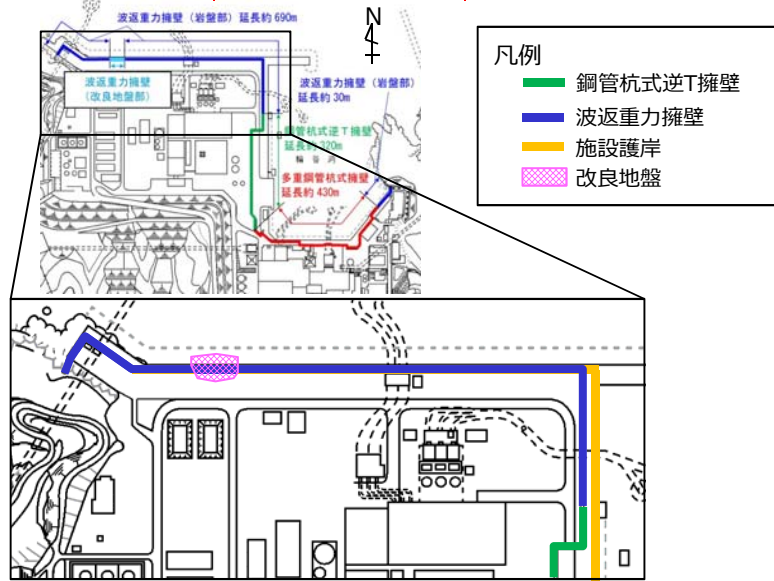 波返重力擁壁（岩盤部）延長約690m
N
波返重力擁壁
（改良地盤部）
波返重力擁壁（岩盤部）
延長約30m
鋼管杭式逆T擁壁
延長約320m
輪谷湾
多重鋼管杭式擁壁
延長約430m
凡例
鋼管杭式逆T擁壁
波返重力擁壁
施設護岸
改良地盤